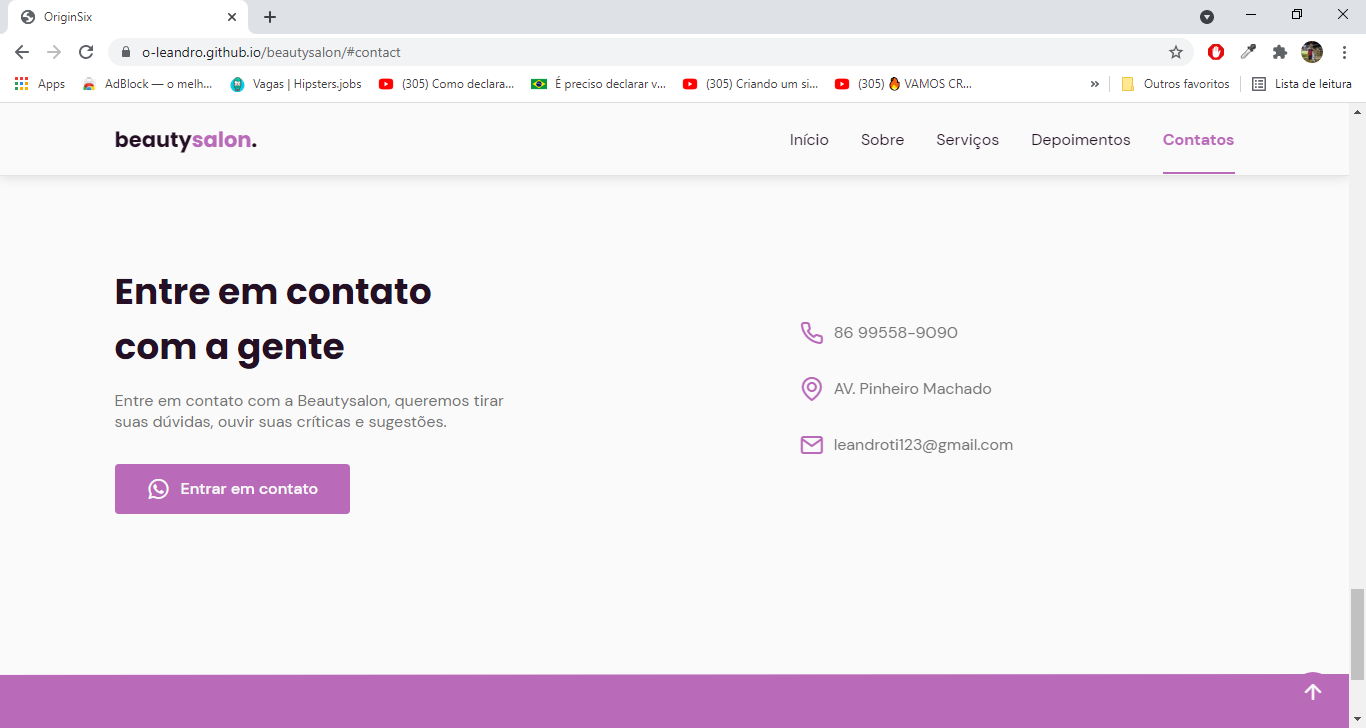 OriginSix
o-leandro.github.io/beautysalon/#contact
Apps
AdBlock — o melh...
Vagas | Hipsters.jobs
(305) Como declara...
É preciso declarar v...
(305) Criando um si...
(305) 🔥 VAMOS CR...
»
Outros favoritos
Lista de leitura
beautysalon.
Início
Sobre
Serviços
Depoimentos
Contatos
Entre em contato
com a gente
Entre em contato com a Beautysalon, queremos tirar
suas dúvidas, ouvir suas críticas e sugestões.
Entrar em contato
86 99558-9090
AV. Pinheiro Machado
leandroti123@gmail.com